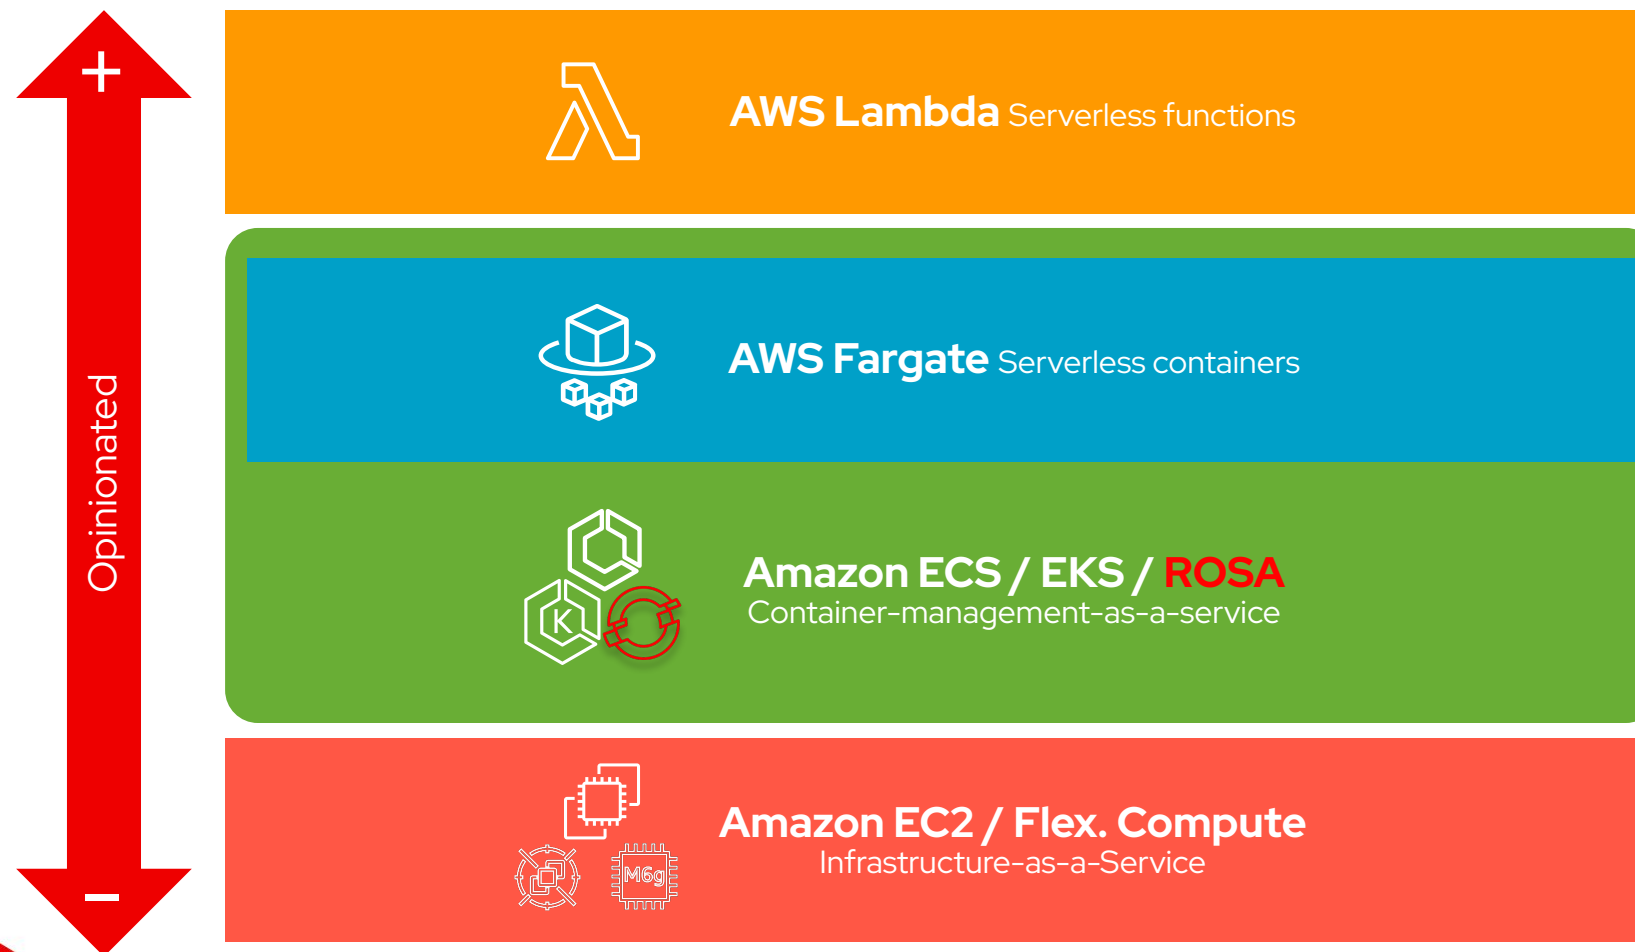 +
AWS Lambda Serverless functions
AWS Fargate Serverless containers
Opinionated
K
Amazon ECS / EKS / ROSA
Container-management-as-a-service
Amazon EC2 / Flex. Compute
Infrastructure-as-a-Service
M6g
−